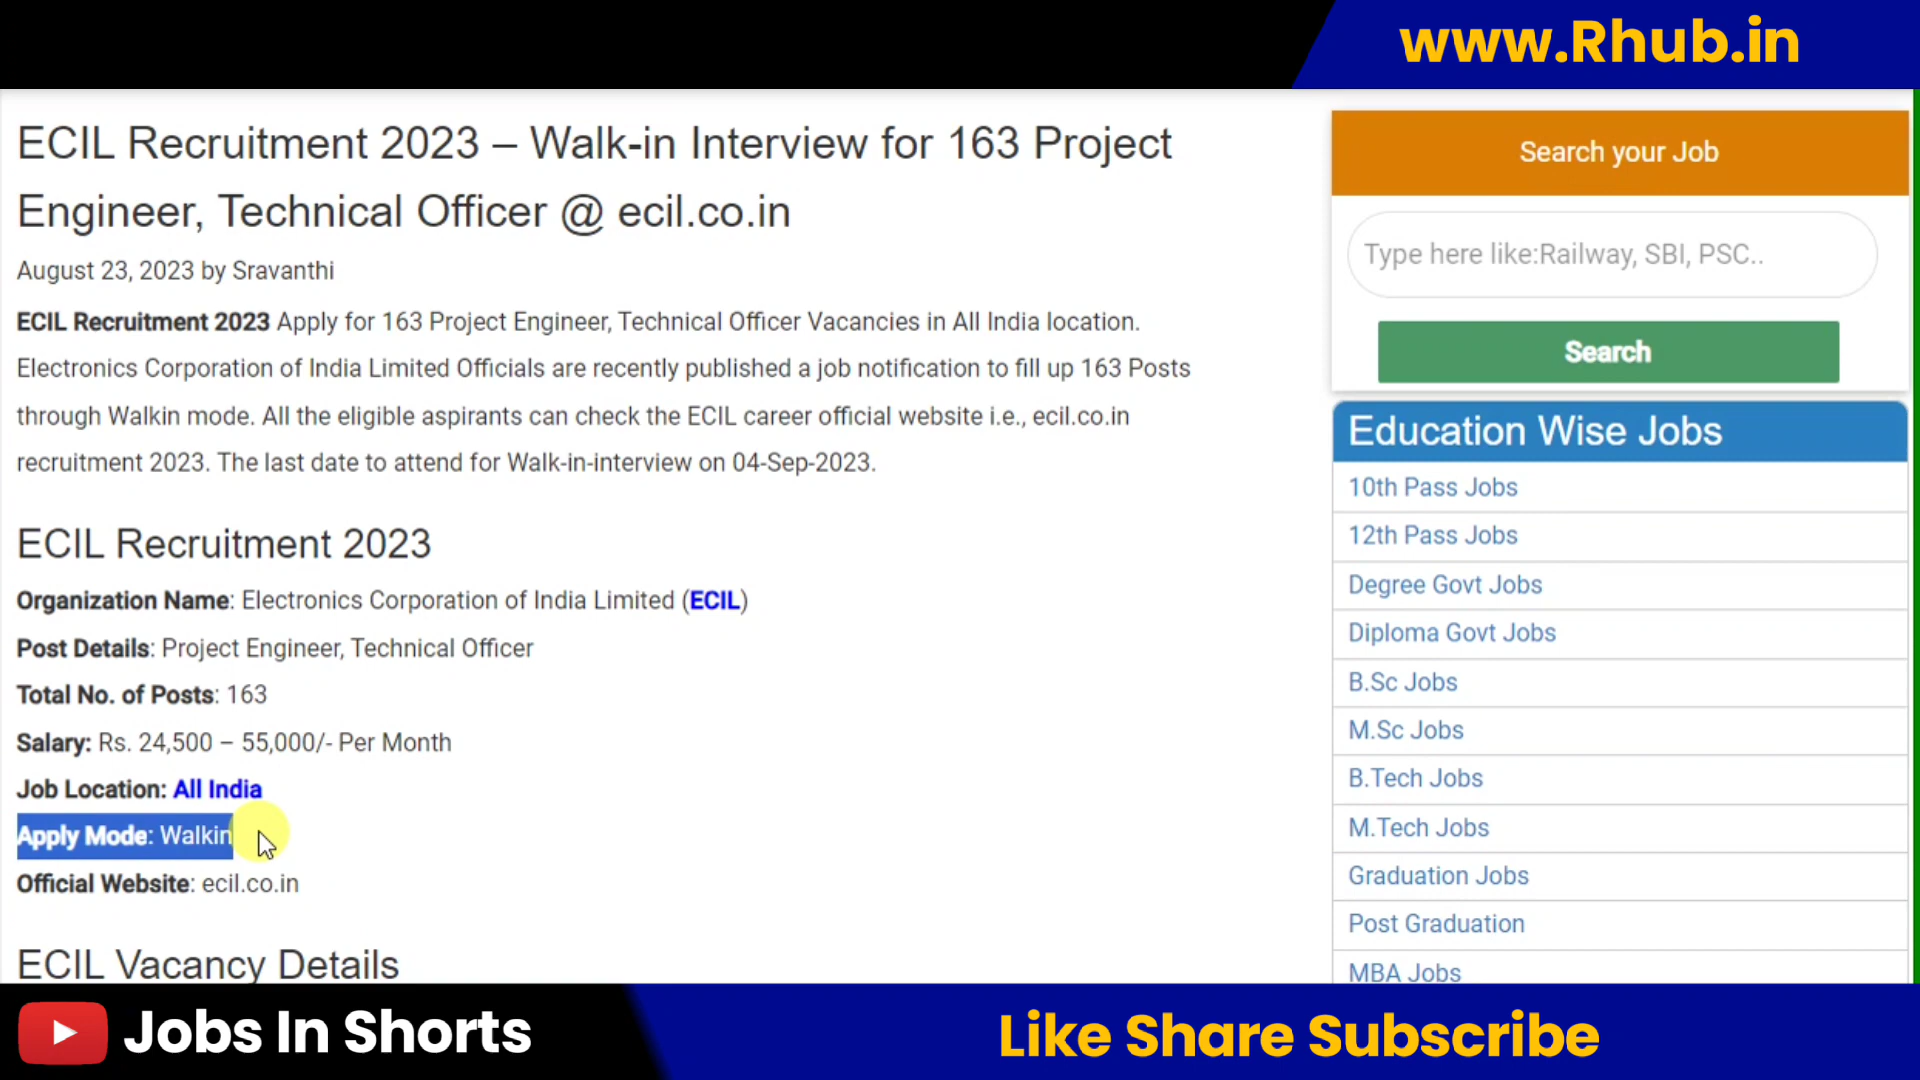 www.Rhub.in
ECIL Recruitment 2023 – Walk-in Interview for 163 Project
Engineer, Technical Officer @ ecil.co.in
August 23, 2023 by Sravanthi
ECIL Recruitment 2023 Apply for 163 Project Engineer, Technical Officer Vacancies in All India location.
Electronics Corporation of India Limited Officials are recently published a job notification to fill up 163 Posts
through Walkin mode. All the eligible aspirants can check the ECIL career official website i.e., ecil.co.in
recruitment 2023. The last date to attend for Walk-in-interview on 04-Sep-2023.
ECIL Recruitment 2023
Organization Name: Electronics Corporation of India Limited (ECIL)
Post Details: Project Engineer, Technical Officer
Total No. of Posts: 163
Salary: Rs. 24,500 – 55,000/- Per Month
Job Location: All India
Apply Mode: Walkin
Official Website: ecil.co.in
ECIL Vacancy Details
Search your Job
Type here like:Railway, SBI, PSC..
Search
Education Wise Jobs
10th Pass Jobs
12th Pass Jobs
Degree Govt Jobs
Diploma Govt Jobs
B.Sc Jobs
M.Sc Jobs
B.Tech Jobs
M.Tech Jobs
Graduation Jobs
Post Graduation
MBA Jobs
Jobs In Shorts
Like Share Subscribe